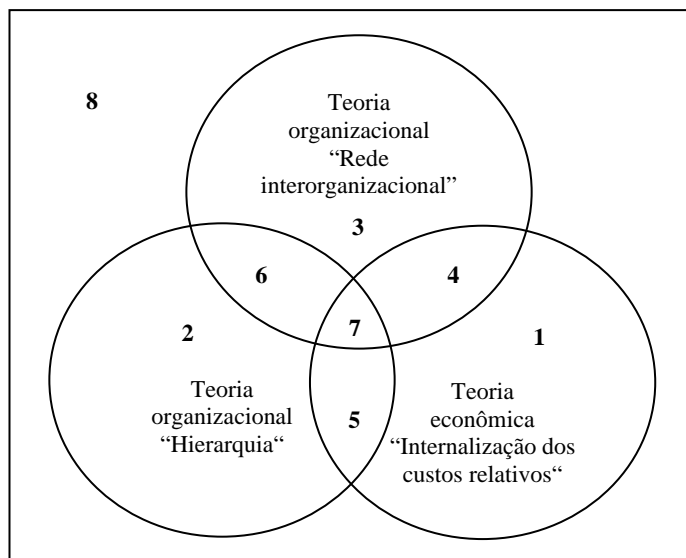 8
Teoria
organizacional
“Rede
interorganizacional”
3
6
4
7
2
1
Teoria
organizacional
“Hierarquia“
5
Teoria
econômica
“Internalização dos
custos relativos“